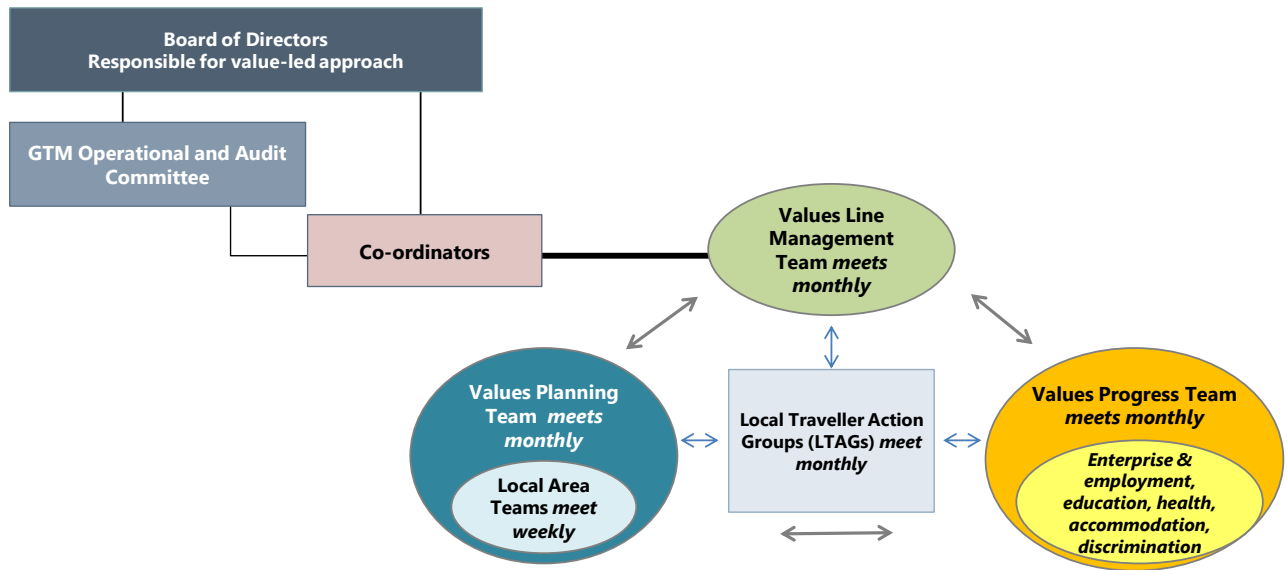 Board of Directors
Responsible for value-led approach
GTM Operational and Audit
Committee
Co-ordinators
Values Line
Management
Team meets
monthly
Values Planning
Team meets
monthly
Local Area
Teams meet
weekly
Local Traveller Action
Groups (LTAGs) meet
monthly
Values Progress Team
meets monthly
Enterprise &
employment,
education, health,
accommodation,
discrimination